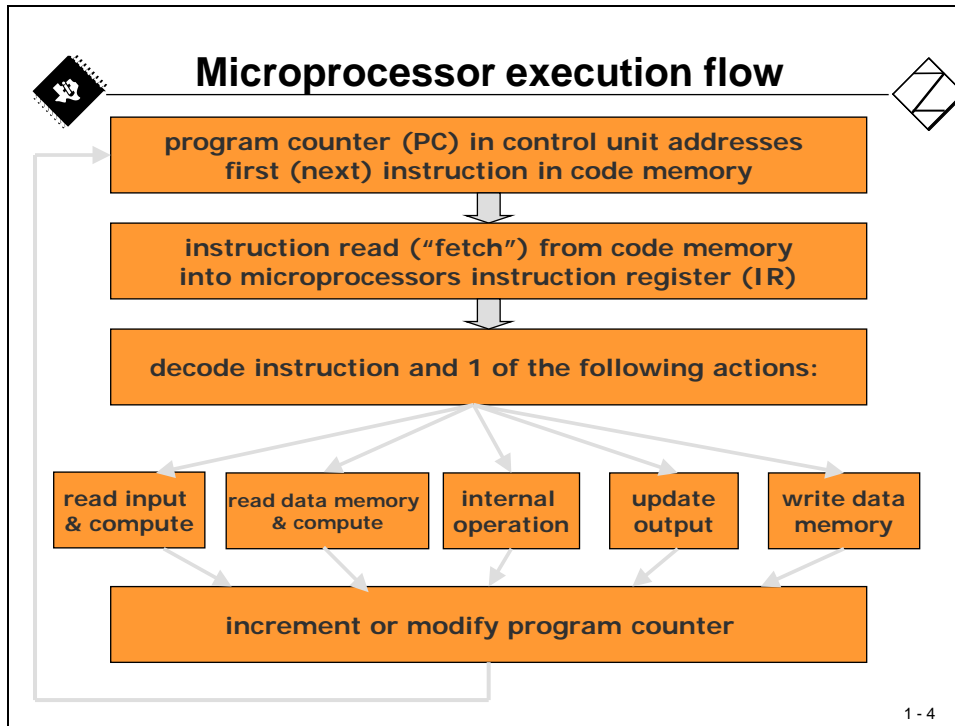 Microprocessor execution flow
program counter (PC) in control unit addresses
first (next) instruction in code memory
instruction read (“fetch”) from code memory
into microprocessors instruction register (IR)
decode instruction and 1 of the following actions:
read input
& compute
read data memory
& compute
internal
operation
update
output
write data
memory
increment or modify program counter
1 - 4